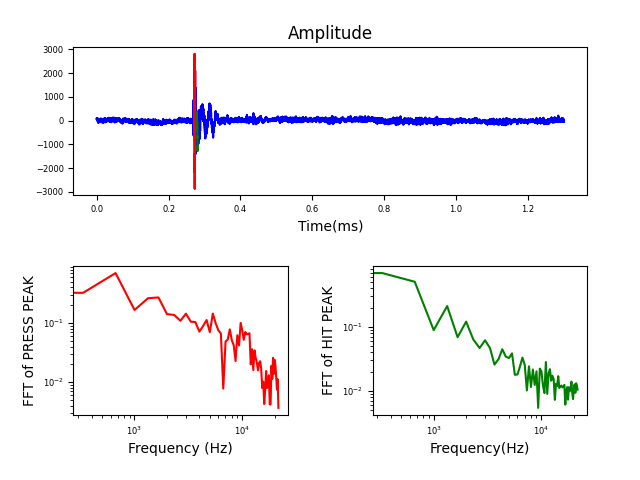 Amplitude
3000
2000
1000
0
−1000
−2000
−3000
0.0 0.2 0.4 0.6 0.8 1.0 1.2
Time(ms)
FFT of PRESS PEAK
10⁻¹
10⁻²
10³ 10⁴
Frequency (Hz)
FFT of HIT PEAK
10⁻¹
10⁻²
10³ 10⁴
Frequency(Hz)